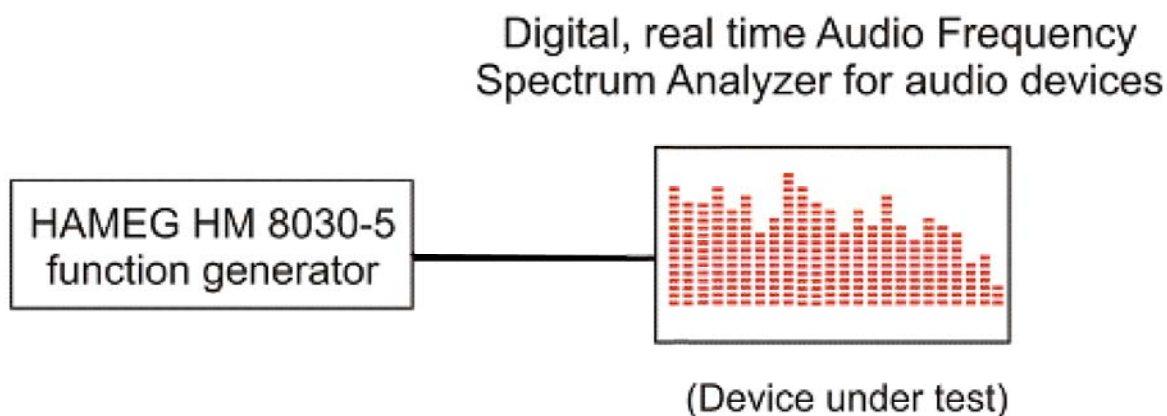 Digital, real time Audio Frequency
Spectrum Analyzer for audio devices
HAMEG HM 8030-5
function generator
(Device under test)